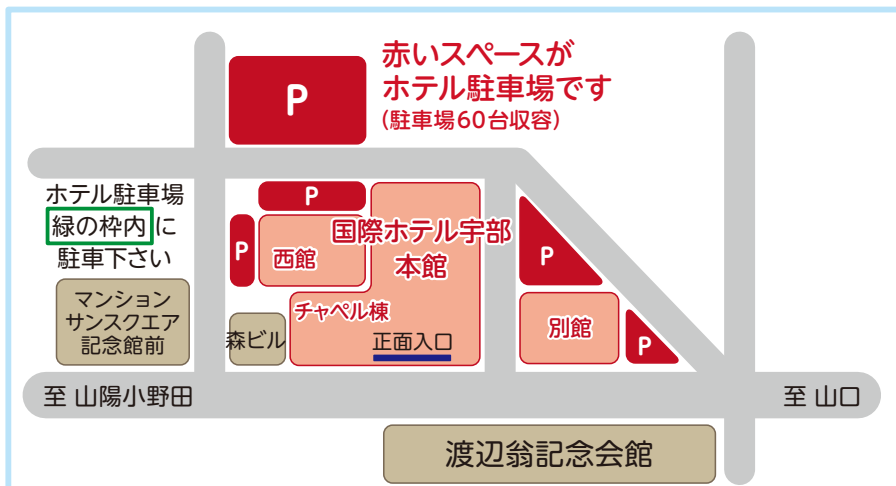 赤いスペースが
ホテル駐車場です
(駐車場60台収容)
P
ホテル駐車場
緑の枠内に
駐車下さい
P
P
西館
国際ホテル宇部
本館
チャペル棟
正面入口
P
別館
P
マンション
サンスクエア
記念館前
森ビル
至 山陽小野田
至 山口
渡辺翁記念会館